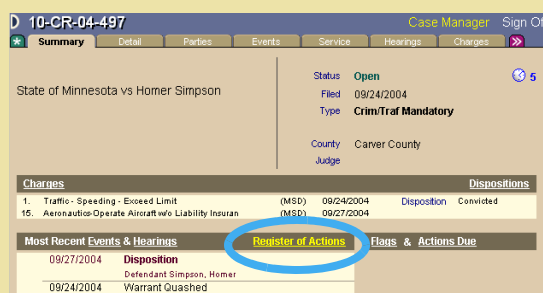 D 10-CR-04-497 Case Manager Sign Of
Summary Detail Parties Events Service Hearings Charges
Status Open 5
State of Minnesota vs Homer Simpson
Filed 09/24/2004
Type Crim/Traf Mandatory
County Carver County
Judge
Charges Dispositions
1. Traffic - Speeding - Exceed Limit (MSD) 09/24/2004 Disposition Convicted
15. Aeronautics-Operate Aircraft w/o Liability Insuran (MSD) 09/27/2004
Most Recent Events & Hearings Register of Actions Flags & Actions Due
09/27/2004 Disposition
Defendant Simpson, Homer
09/24/2004 Warrant Quashed